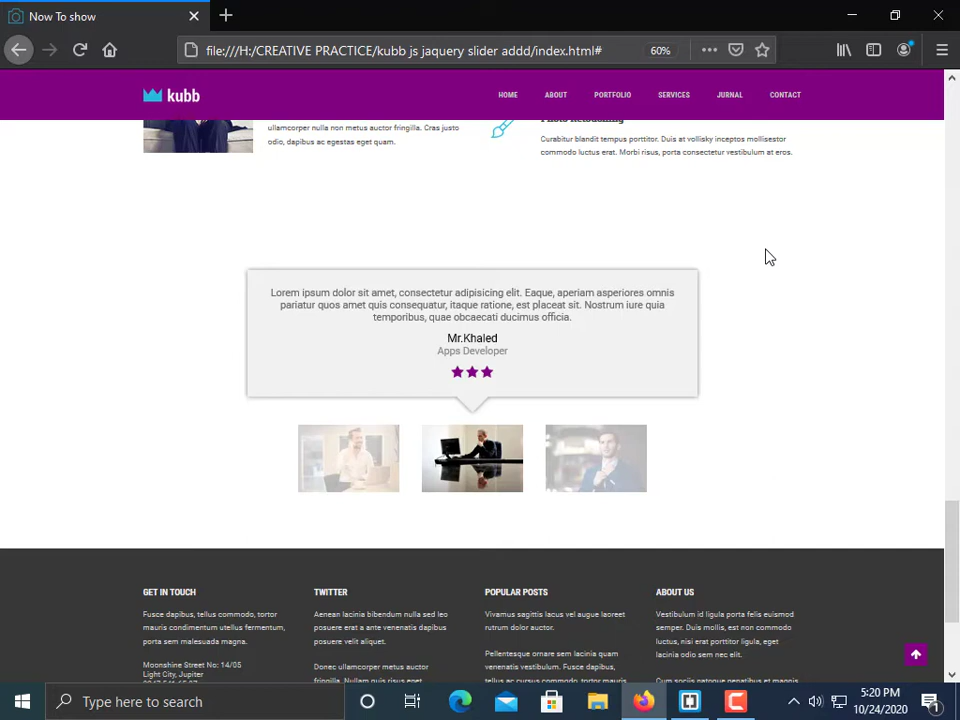 Now To show
file:///H:/CREATIVE PRACTICE/kubb js jaquery slider addd/index.html#
60%
kubb
HOME ABOUT PORTFOLIO SERVICES JURNAL CONTACT
ullamcorper nulla non metus auctor fringilla. Cras justo
odio, dapibus ac egestas eget quam.
Photo Retouching
Curabitur blandit tempus porttitor. Duis at vollisky inceptos mollisestor
commodo luctus erat. Morbi risus, porta consectetur vestibulum at eros.
Lorem ipsum dolor sit amet, consectetur adipisicing elit. Eaque, aperiam asperiores omnis
pariatur quos amet quis consequatur, itaque ratione, est placeat sit. Nostrum iure quia
temporibus, quae obcaecati ducimus officia.
Mr.Khaled
Apps Developer
GET IN TOUCH
Fusce dapibus, tellus commodo, tortor
mauris condimentum utellus fermentum,
porta sem malesuada magna.
Moonshine Street No: 14/05
Light City, Jupiter
TWITTER
Aenean lacinia bibendum nulla sed leo
posuere erat a ante venenatis dapibus
posuere velit aliquet.
Donec ullamcorper metus auctor
fringilla. Nullam quis risus eget
POPULAR POSTS
Vivamus sagittis lacus vel augue laoreet
rutrum dolor auctor.
Pellentesque ornare sem lacinia quam
venenatis vestibulum. Fusce dapibus,
tellus ac cursus commodo, tortor mauris
ABOUT US
Vestibulum id ligula porta felis euismod
semper. Duis mollis, est non commodo
luctus, nisi erat porttitor ligula, eget
lacinia odio sem nec elit.
Cum sociis natoque penatibus et magnis
Type here to search
5:20 PM
10/24/2020
1